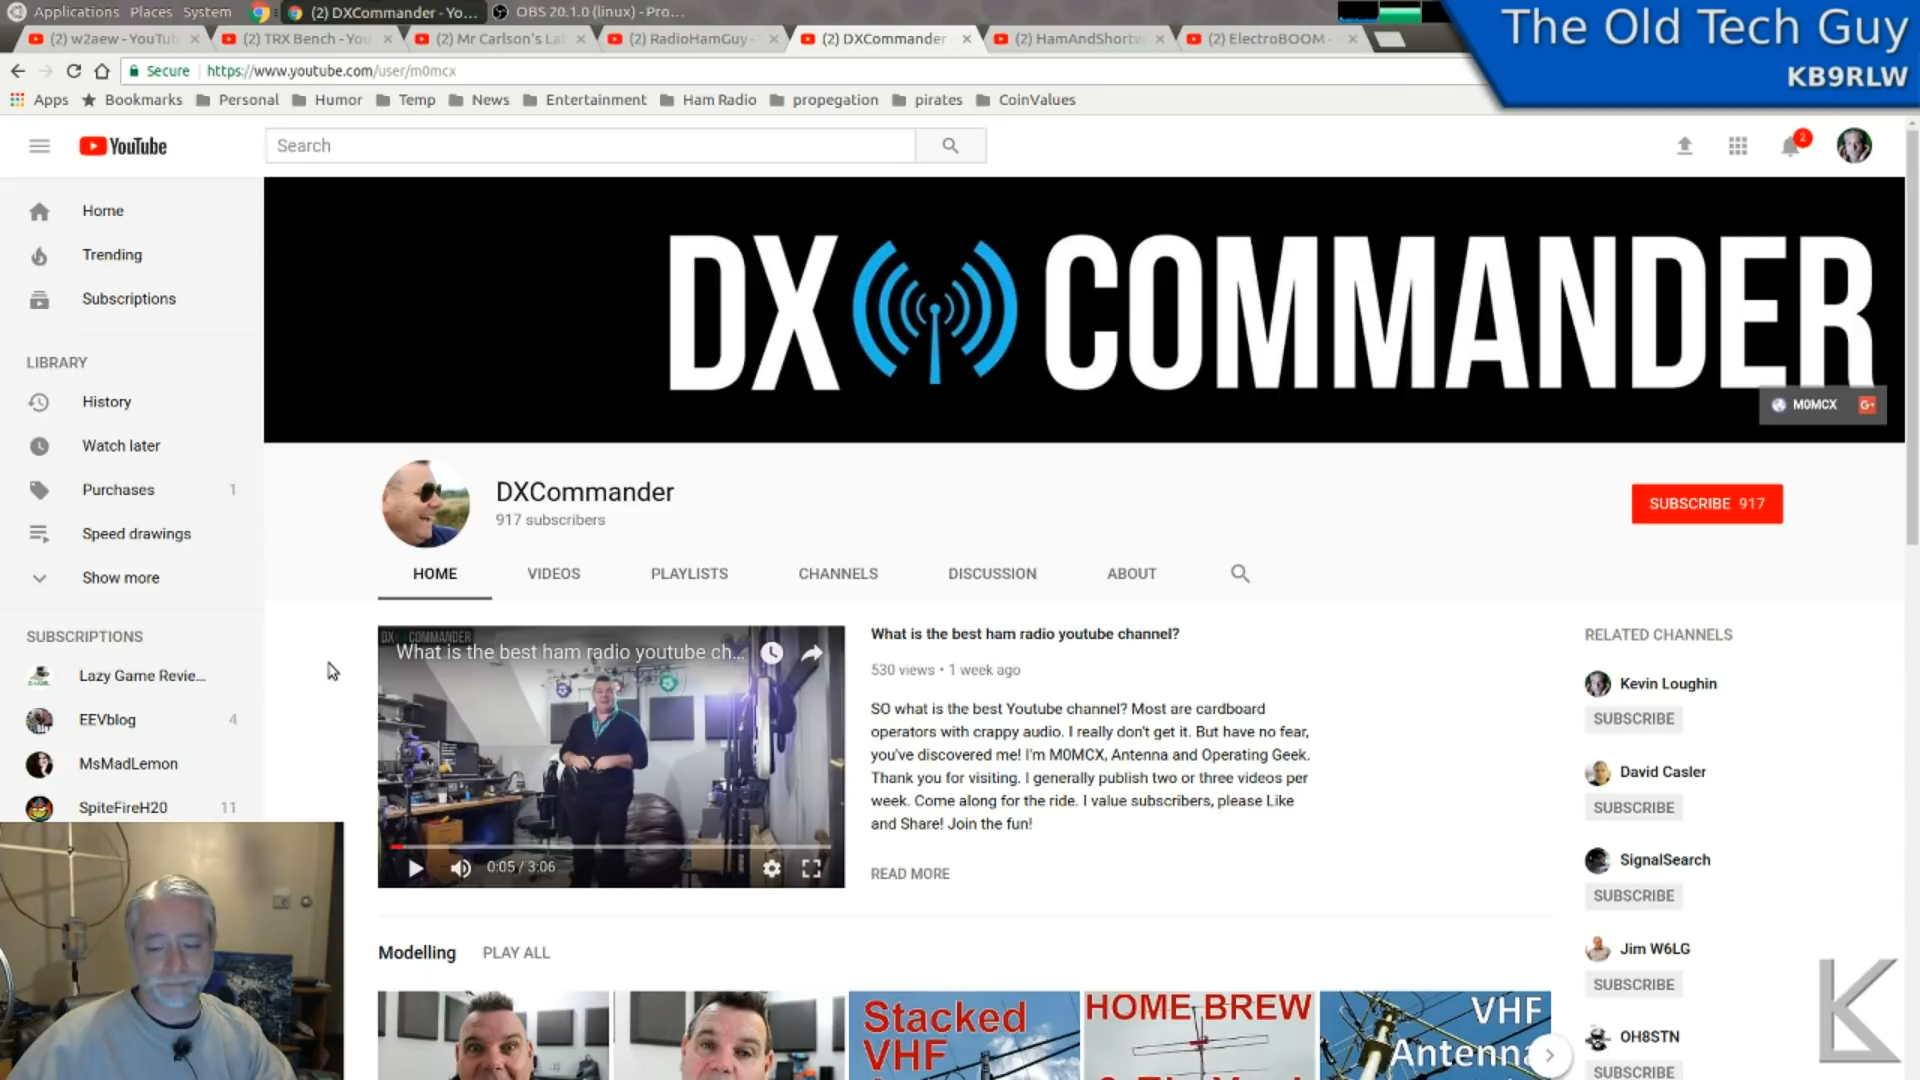 Applications Places System (2) DXCommander - Yo... OBS 20.1.0 (linux) - Pro...
The Old Tech Guy
KB9RLW
(2) w2aew - YouTub (2) TRX Bench - You (2) Mr Carlson's La (2) RadioHamGuy - (2) DXCommander - (2) HamAndShortw (2) ElectroBOOM -
Secure https://www.youtube.com/user/m0mcx
Apps Bookmarks Personal Humor Temp News Entertainment Ham Radio propegation pirates CoinValues
YouTube
Search
2
Home
Trending
Subscriptions
LIBRARY
History
Watch later
Purchases 1
Speed drawings
Show more
SUBSCRIPTIONS
Lazy Game Revie...
EEVblog 4
MsMadLemon
SpiteFireH20 11
DX COMMANDER
M0MCX G+
DXCommander
917 subscribers
SUBSCRIBE 917
HOME VIDEOS PLAYLISTS CHANNELS DISCUSSION ABOUT
DX COMMANDER
What is the best ham radio youtube ch...
0:05 / 3:06
What is the best ham radio youtube channel?
530 views • 1 week ago
SO what is the best Youtube channel? Most are cardboard
operators with crappy audio. I really don't get it. But have no fear,
you've discovered me! I'm M0MCX, Antenna and Operating Geek.
Thank you for visiting. I generally publish two or three videos per
week. Come along for the ride. I value subscribers, please Like
and Share! Join the fun!
READ MORE
RELATED CHANNELS
Kevin Loughin
SUBSCRIBE
David Casler
SUBSCRIBE
SignalSearch
SUBSCRIBE
Jim W6LG
SUBSCRIBE
OH8STN
SUBSCRIBE
Modelling PLAY ALL
Stacked
VHF
HOME BREW
VHF
Antenna
K